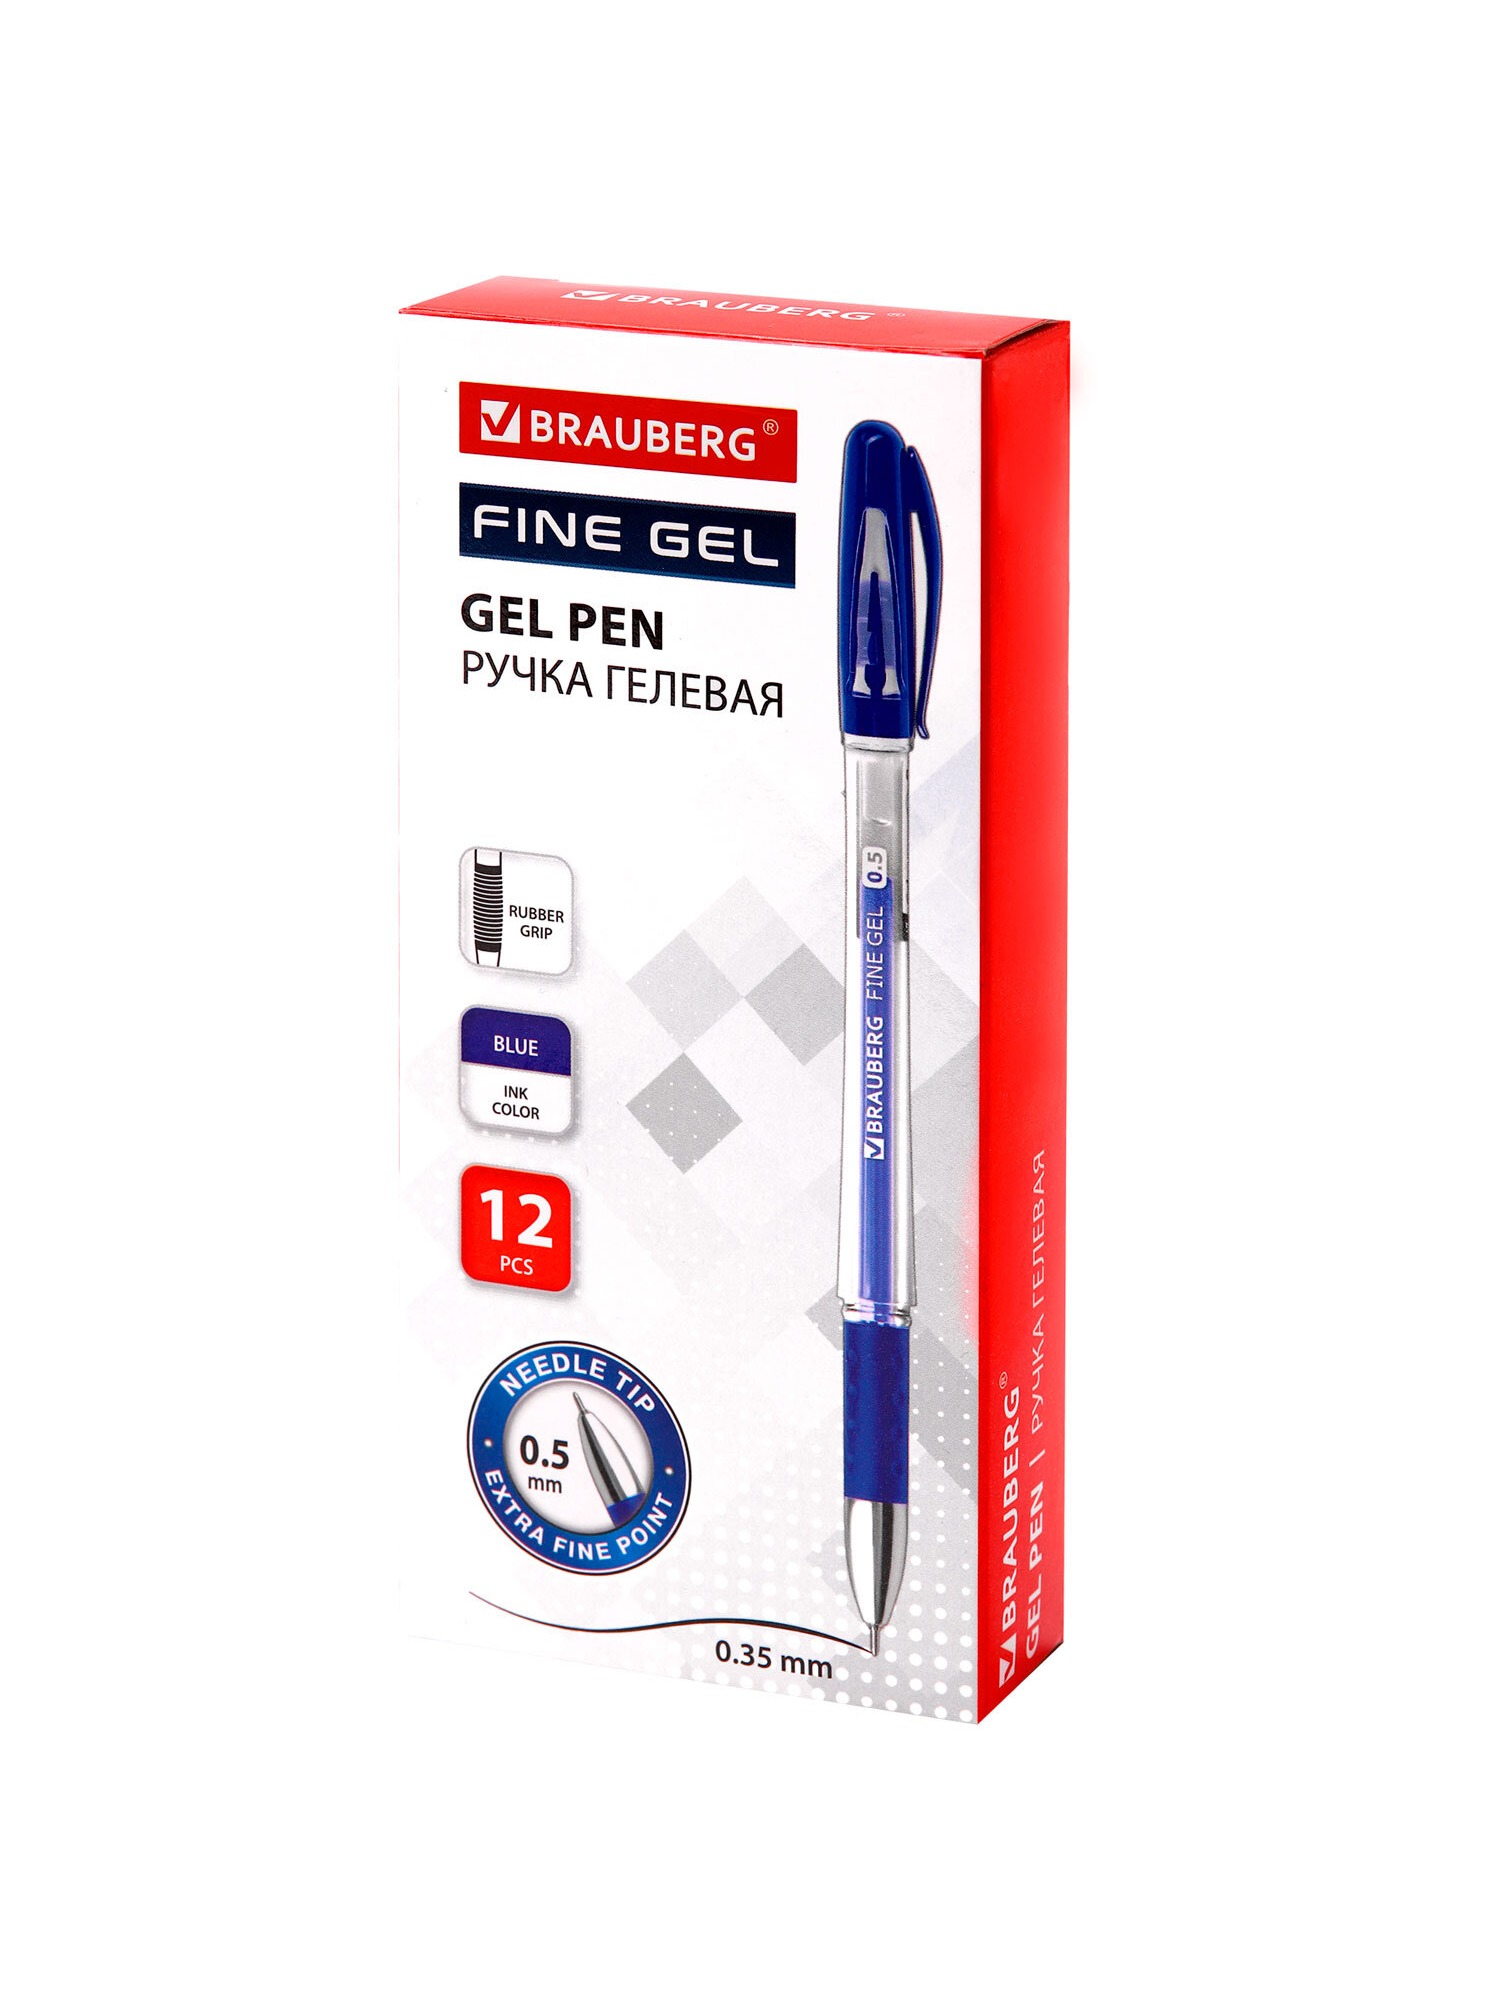 BRAUBERG ®
BRAUBERG®
FINE GEL
GEL PEN
РУЧКА ГЕЛЕВАЯ
RUBBER
GRIP
BLUE
INK
COLOR
12
PCS
NEEDLE TIP
0.5
mm
EXTRA FINE POINT
0.35 mm
BRAUBERG FINE GEL 0.5
BRAUBERG®
GEL PEN | РУЧКА ГЕЛЕВАЯ